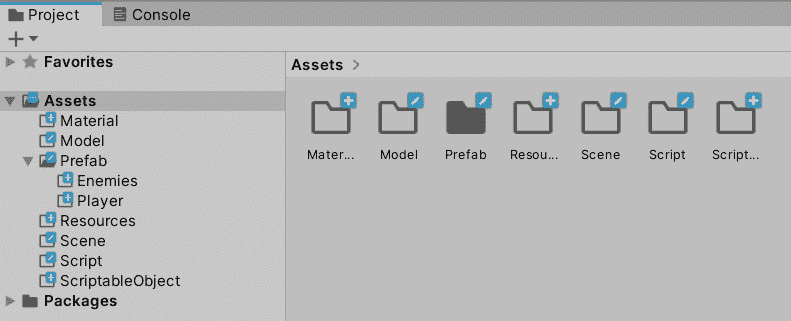 Project
Console
Favorites
Assets
Material
Model
Prefab
Enemies
Player
Resources
Scene
Script
ScriptableObject
Packages
Assets >
Mater... Model Prefab Resou... Scene Script Script...